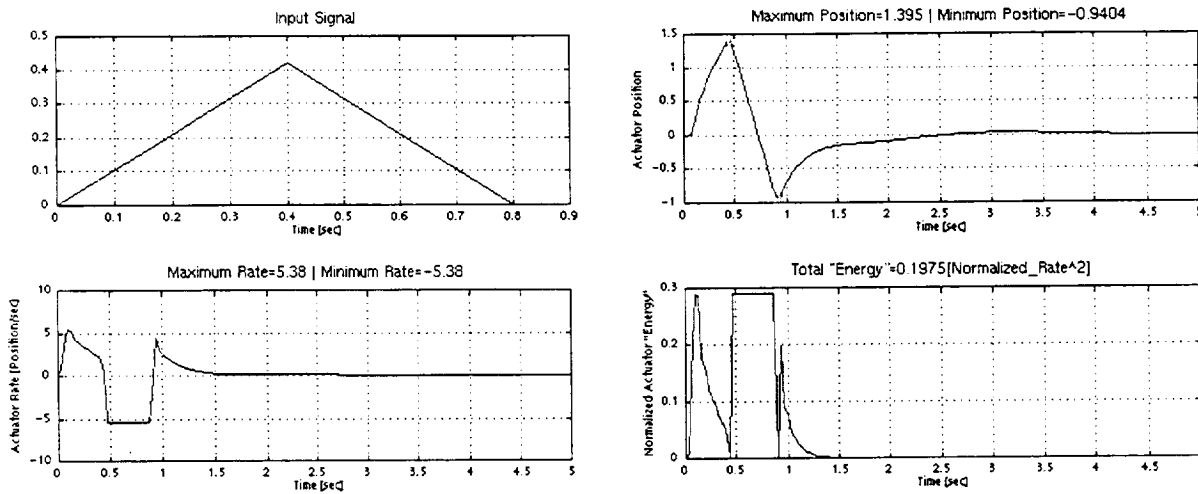 Input Signal
0.5
0.4
0.3
0.2
0.1
0
0 0.1 0.2 0.3 0.4 0.5 0.6 0.7 0.8 0.9
Time [sec]
Maximum Position=1.395 | Minimum Position=-0.9404
Actuator Position
1.5
1
0.5
0
-0.5
-1
0 0.5 1 1.5 2 2.5 3 3.5 4 4.5 5
Time [sec]
Maximum Rate=5.38 | Minimum Rate=-5.38
Actuator Rate [Position/sec]
10
5
0
-5
-10
0 0.5 1 1.5 2 2.5 3 3.5 4 4.5 5
Time [sec]
Total "Energy"=0.1975[Normalized_Rate^2]
Normalized Actuator "Energy"
0.3
0.2
0.1
0
0 0.5 1 1.5 2 2.5 3 3.5 4 4.5 5
Time [sec]